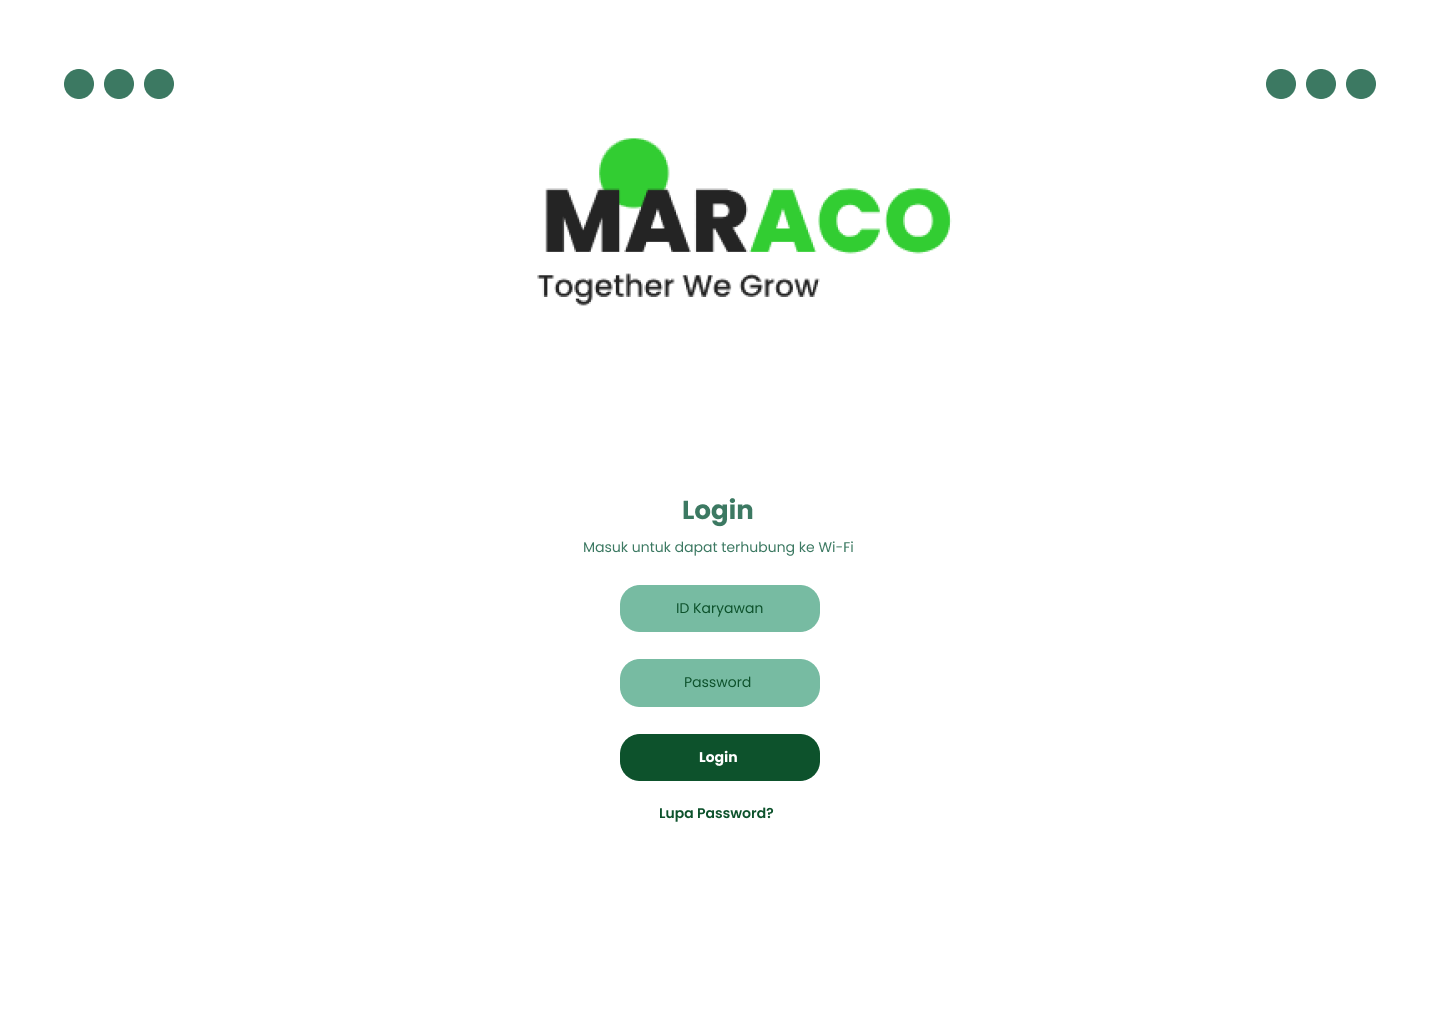 MARACO
Together We Grow
Login
Masuk untuk dapat terhubung ke Wi-Fi
ID Karyawan
Password
Login
Lupa Password?